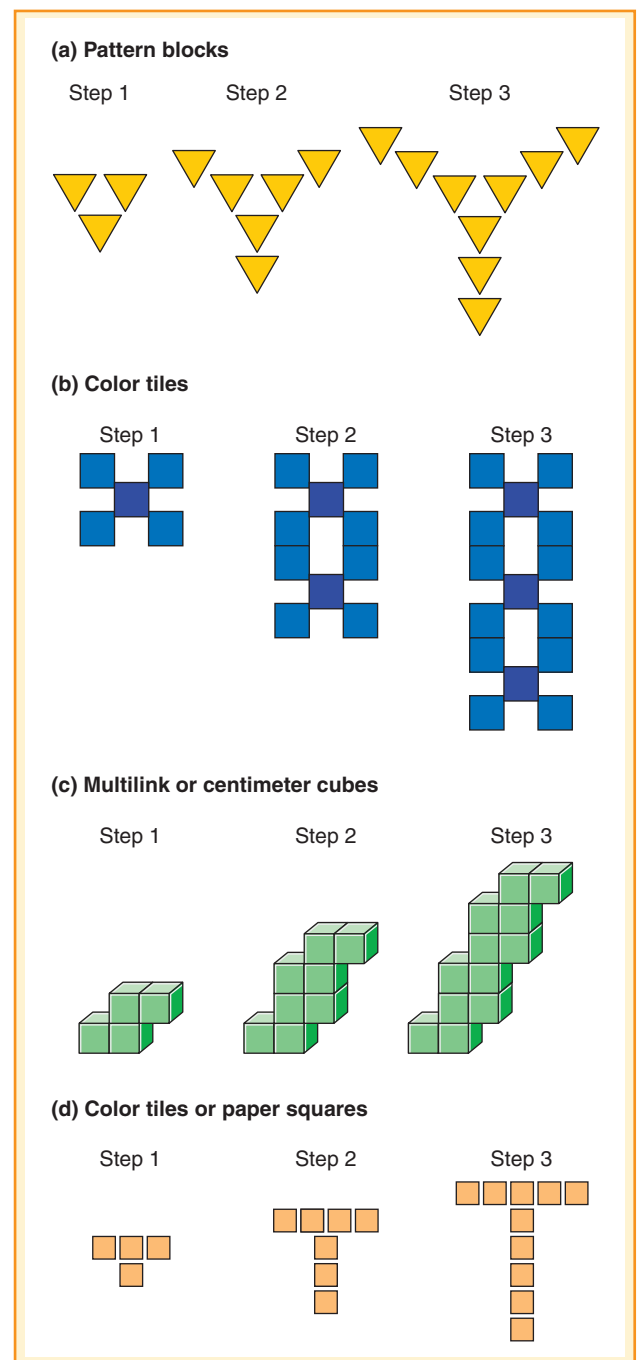 (a) Pattern blocks
Step 1 Step 2 Step 3
(b) Color tiles
Step 1 Step 2 Step 3
(c) Multilink or centimeter cubes
Step 1 Step 2 Step 3
(d) Color tiles or paper squares
Step 1 Step 2 Step 3